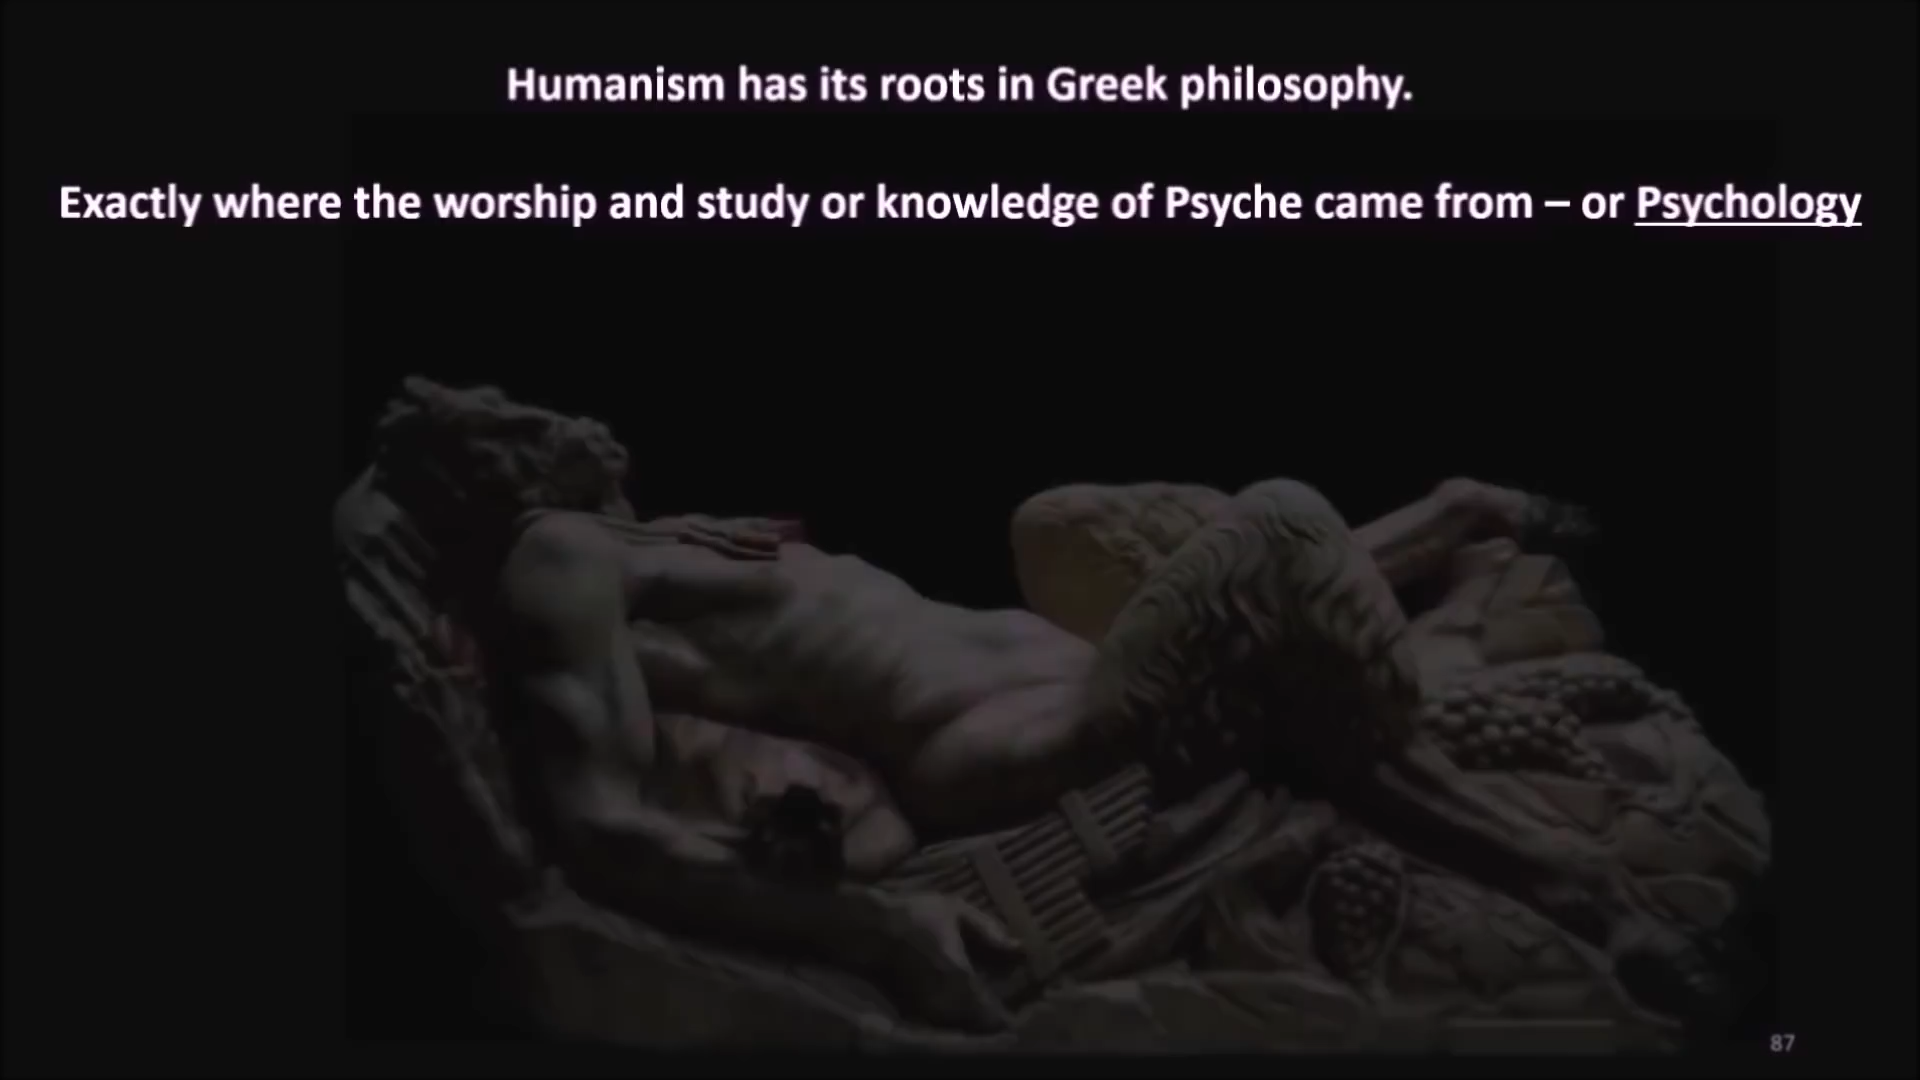 Humanism has its roots in Greek philosophy.
Exactly where the worship and study or knowledge of Psyche came from – or Psychology
87